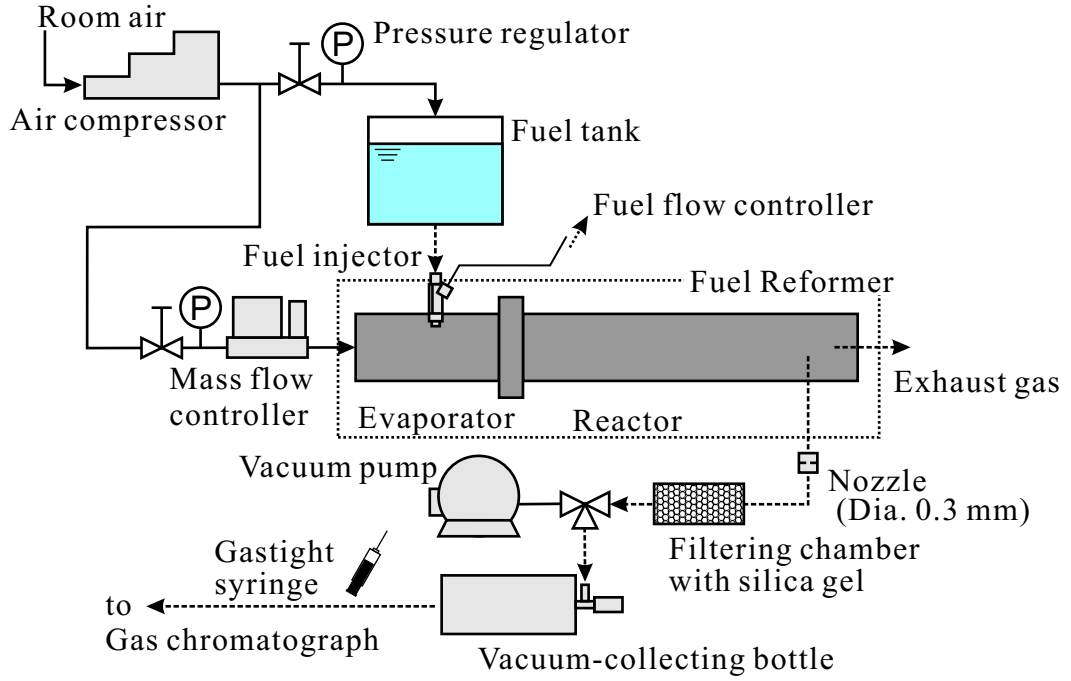 Room air
P
Pressure regulator
Air compressor
Fuel tank
Fuel flow controller
Fuel injector
Fuel Reformer
P
Mass flow
controller
Exhaust gas
Evaporator
Reactor
Vacuum pump
Nozzle
(Dia. 0.3 mm)
Filtering chamber
with silica gel
Gastight
syringe
to
Gas chromatograph
Vacuum-collecting bottle